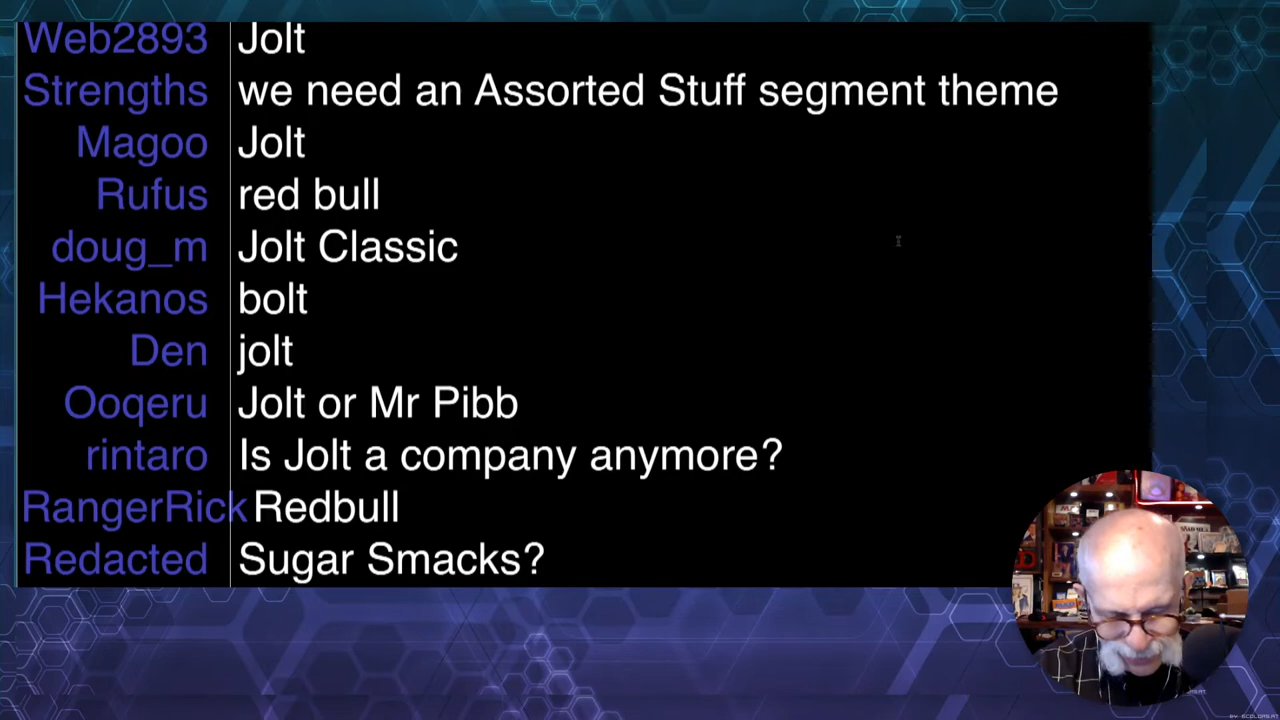 Web2893 Jolt
Strengths we need an Assorted Stuff segment theme
Magoo Jolt
Rufus red bull
doug_m Jolt Classic
Hekanos bolt
Den jolt
Ooqeru Jolt or Mr Pibb
rintaro Is Jolt a company anymore?
RangerRick Redbull
Redacted Sugar Smacks?